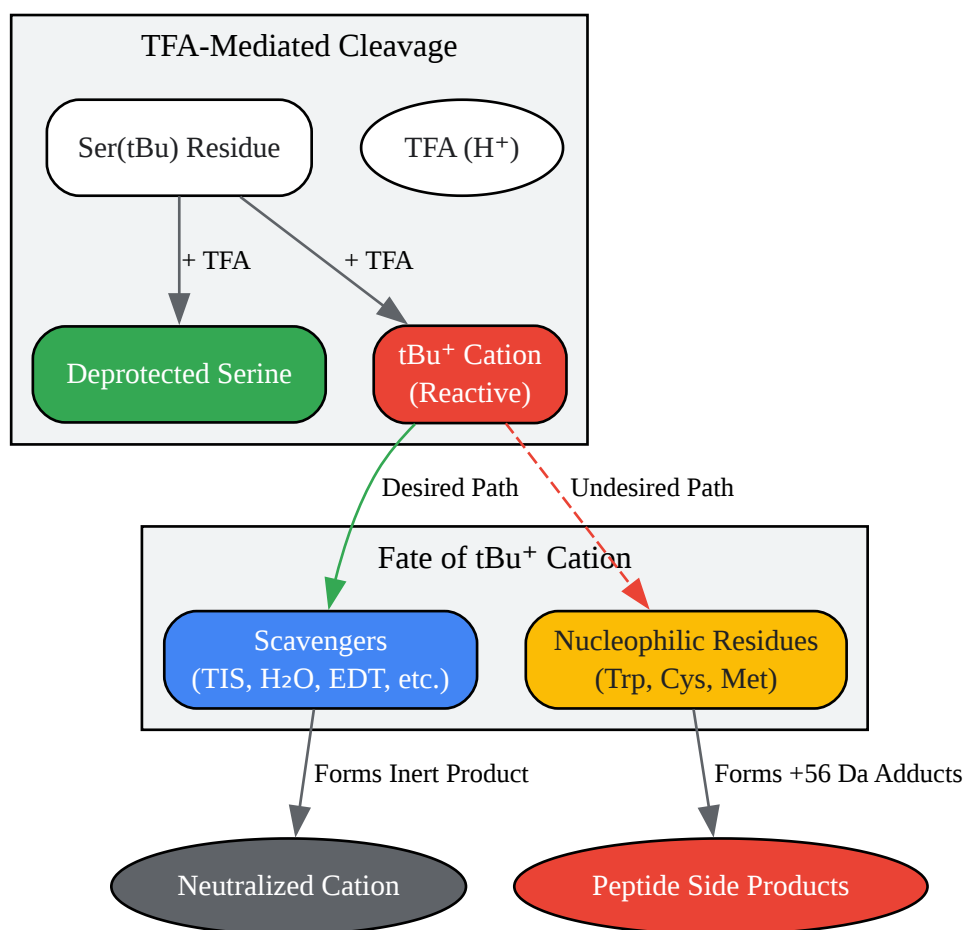 TFA-Mediated Cleavage
Ser(tBu) Residue
TFA (H⁺)
+ TFA
+ TFA
Deprotected Serine
tBu⁺ Cation
(Reactive)
Desired Path
Undesired Path
Fate of tBu⁺ Cation
Scavengers
(TIS, H₂O, EDT, etc.)
Nucleophilic Residues
(Trp, Cys, Met)
Forms Inert Product
Forms +56 Da Adducts
Neutralized Cation
Peptide Side Products